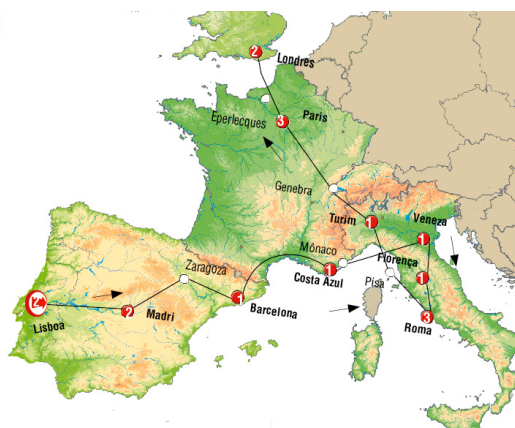 2
Londres
3
Paris
Eperlecques
Genebra
1
Turim
Veneza
1
Mônaco
Florença
Zaragoza
1
Costa Azul
Pisa
1
2
1
Barcelona
2
Madri
Lisboa
3
Roma